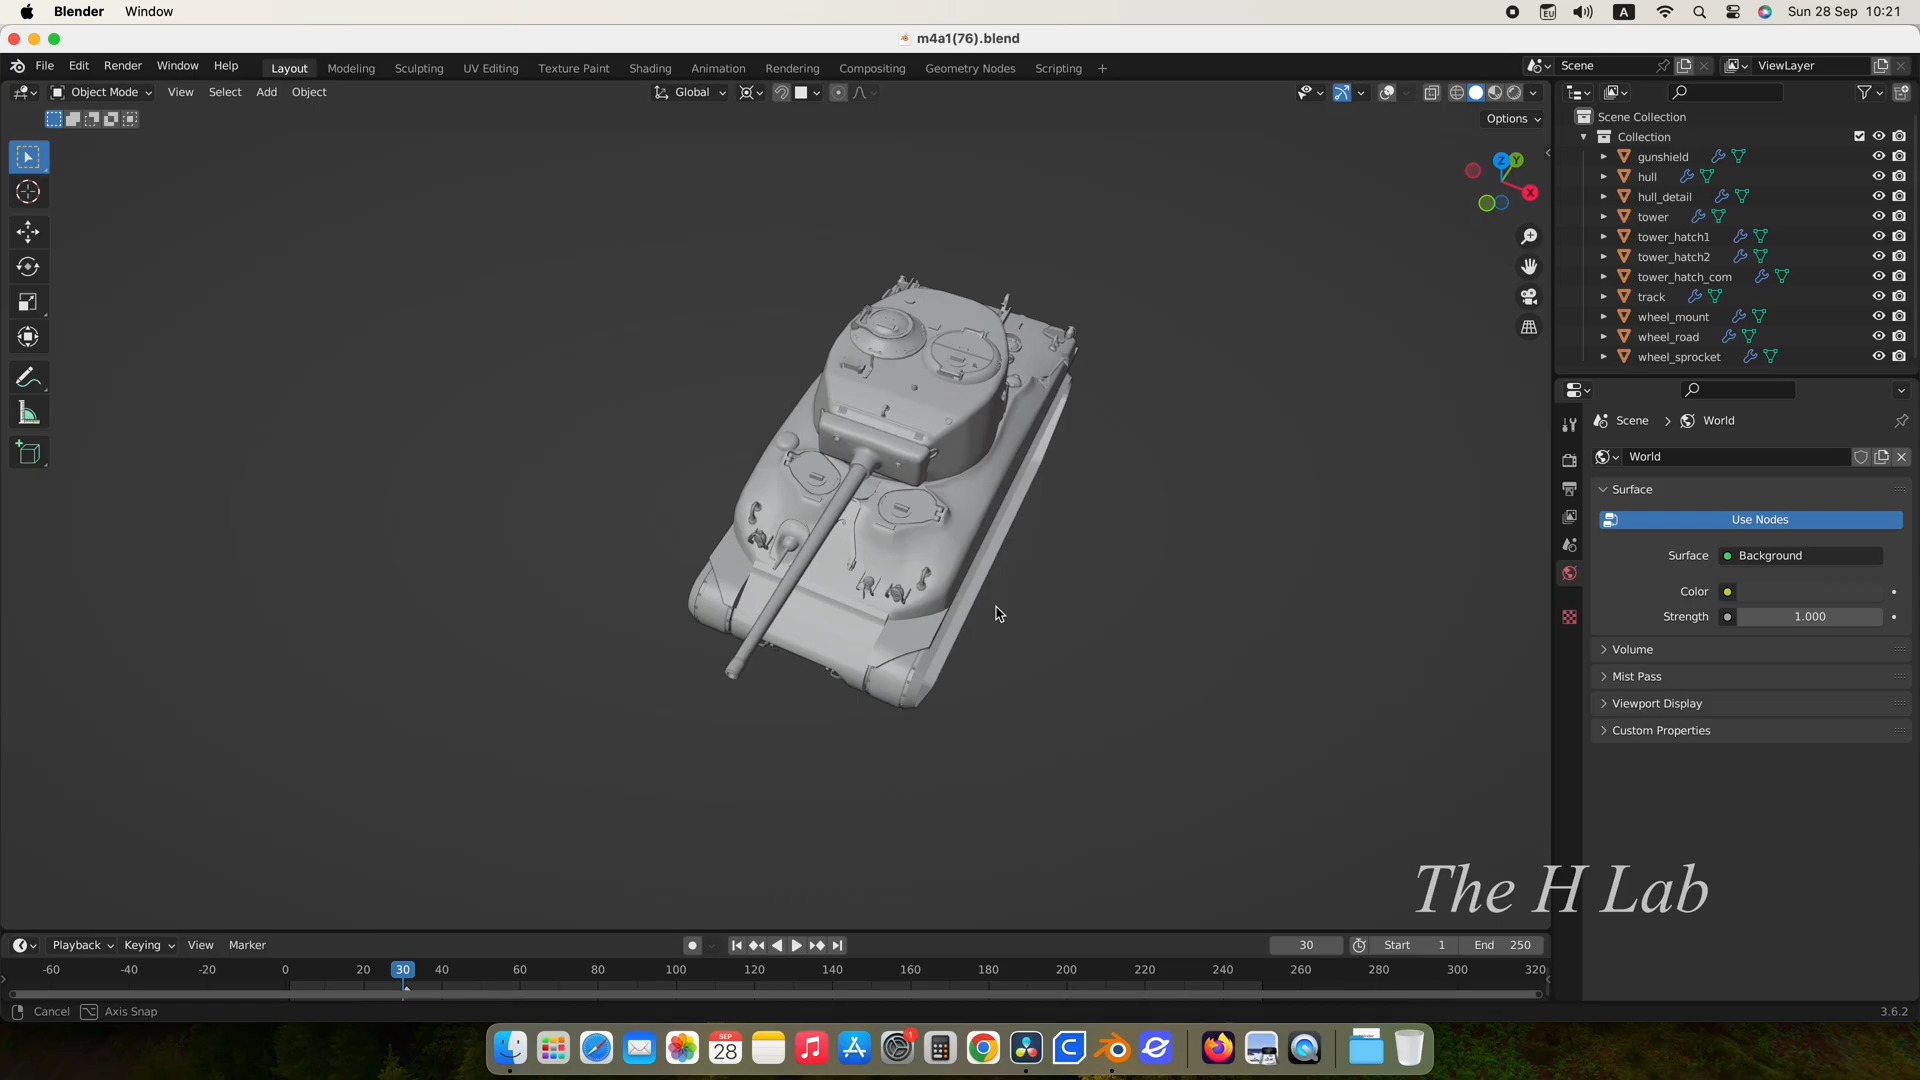 Blender Window EU A Sun 28 Sep 10:21
m4a1(76).blend
File Edit Render Window Help Layout Modeling Sculpting UV Editing Texture Paint Shading Animation Rendering Compositing Geometry Nodes Scripting + Scene ViewLayer
Object Mode View Select Add Object Global
Options
Z Y
X
Scene Collection
Collection
gunshield
hull
hull_detail
tower
tower_hatch1
tower_hatch2
tower_hatch_com
track
wheel_mount
wheel_road
wheel_sprocket
Scene > World
World
Surface
Use Nodes
Surface Background
Color
Strength 1.000
Volume
Mist Pass
Viewport Display
Custom Properties
The H Lab
Playback Keying View Marker 30 Start 1 End 250
-60 -40 -20 0 20 30 40 60 80 100 120 140 160 180 200 220 240 260 280 300 320
Cancel Axis Snap 3.6.2
SEP
28
1